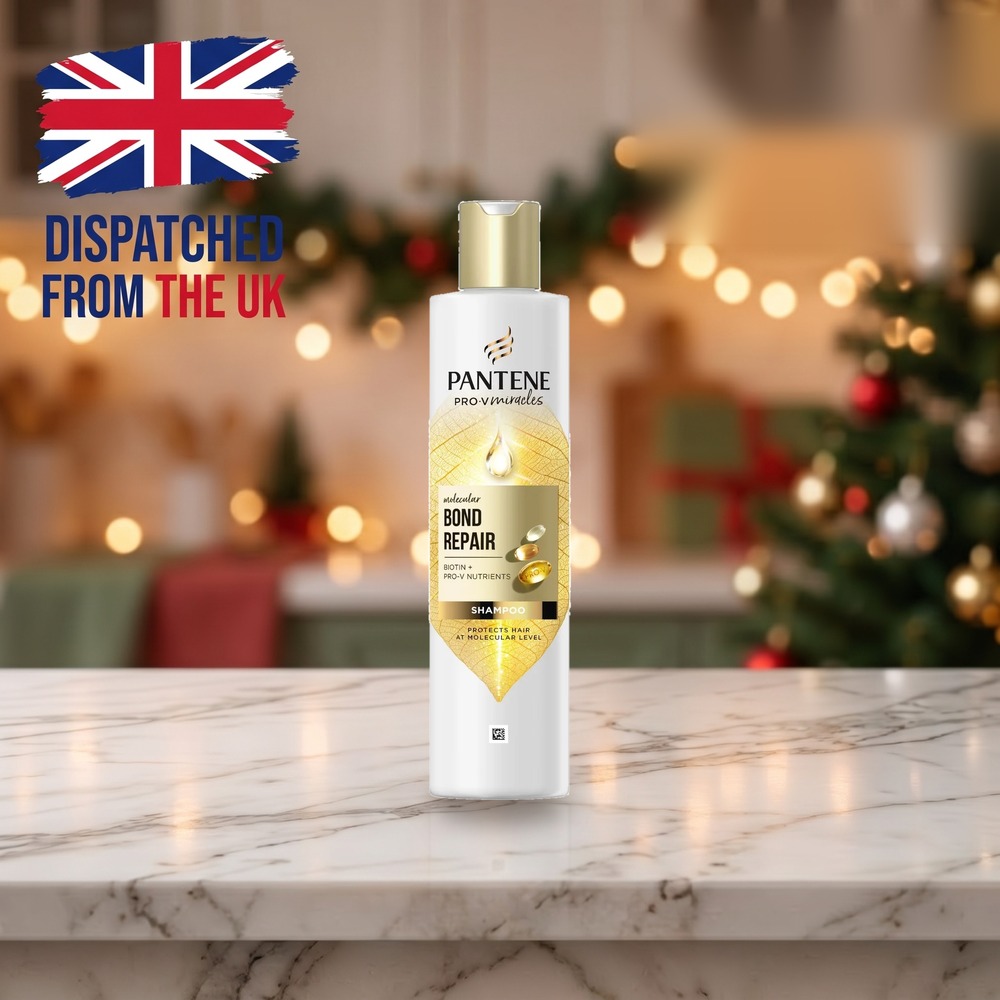 DISPATCHED
FROM THE UK
PANTENE
PRO-V miracles
molecular
BOND
REPAIR
BIOTIN +
PRO-V NUTRIENTS
PRO-V
SHAMPOO
PROTECTS HAIR
AT MOLECULAR LEVEL